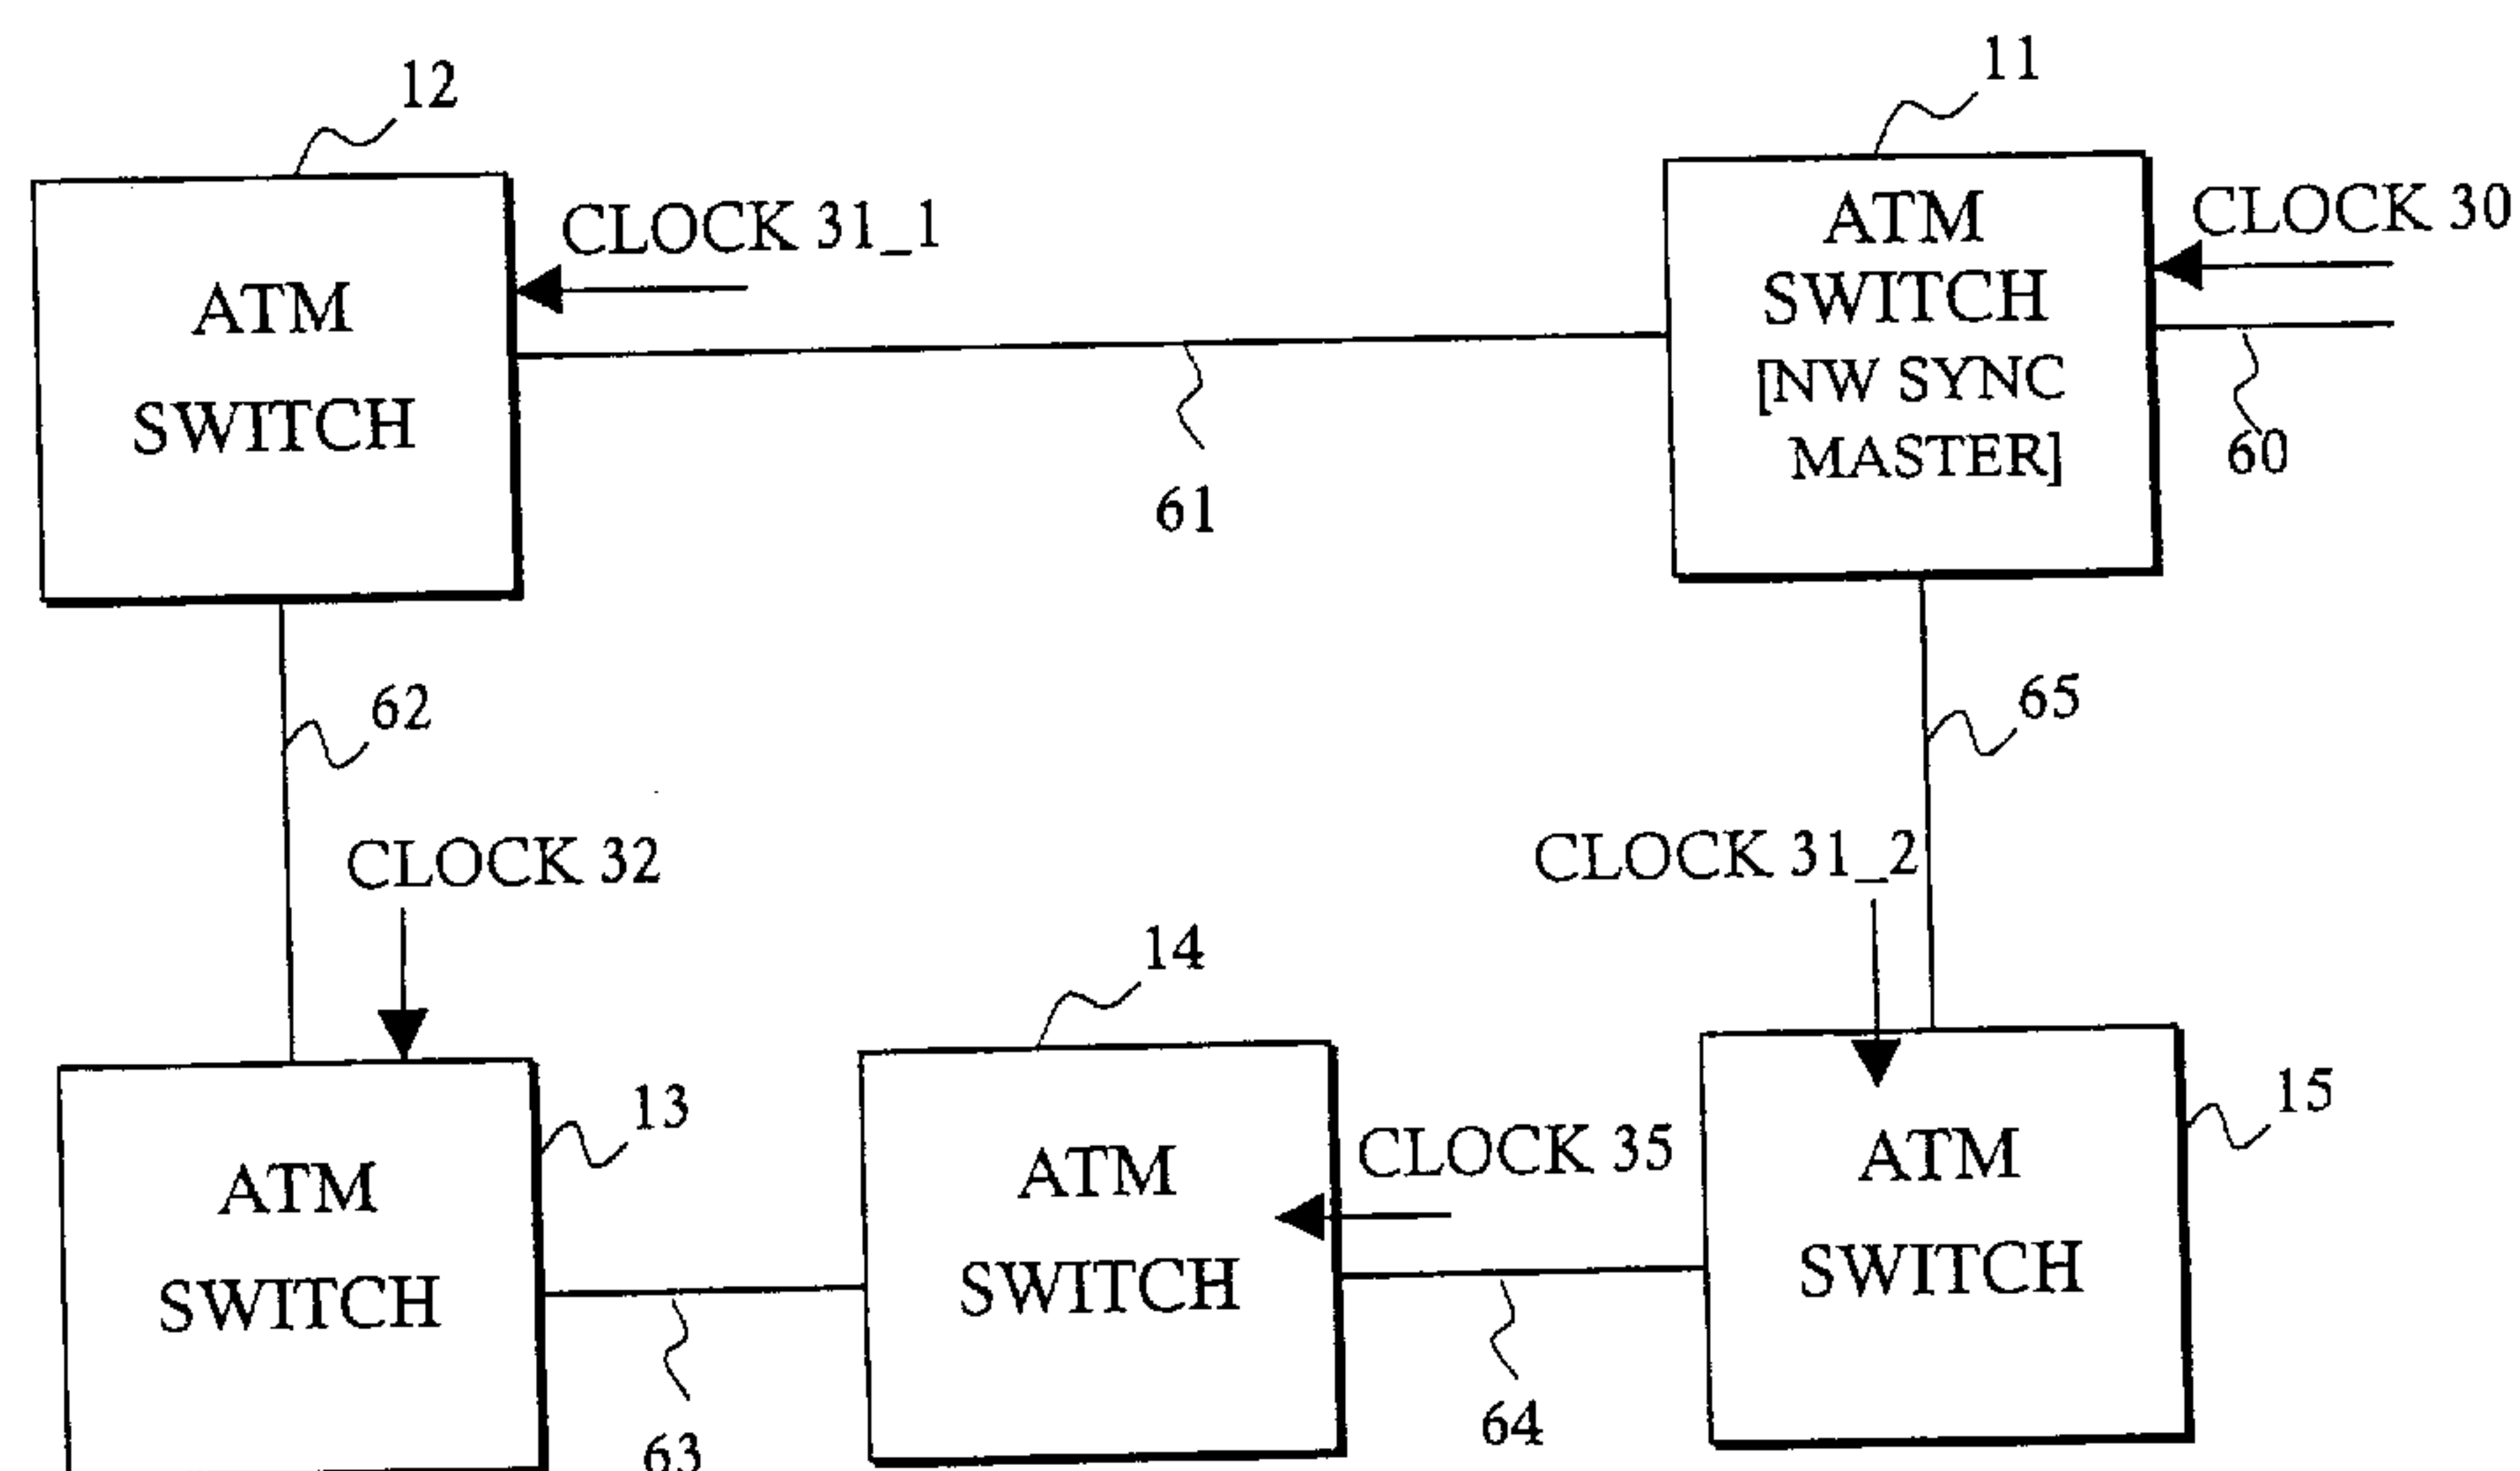 12
11
CLOCK 31_1
ATM
SWITCH
ATM
SWITCH
[NW SYNC
MASTER]
CLOCK 30
60
61
62
65
CLOCK 32
CLOCK 31_2
14
13
15
ATM
SWITCH
ATM
SWITCH
CLOCK 35
ATM
SWITCH
63
64